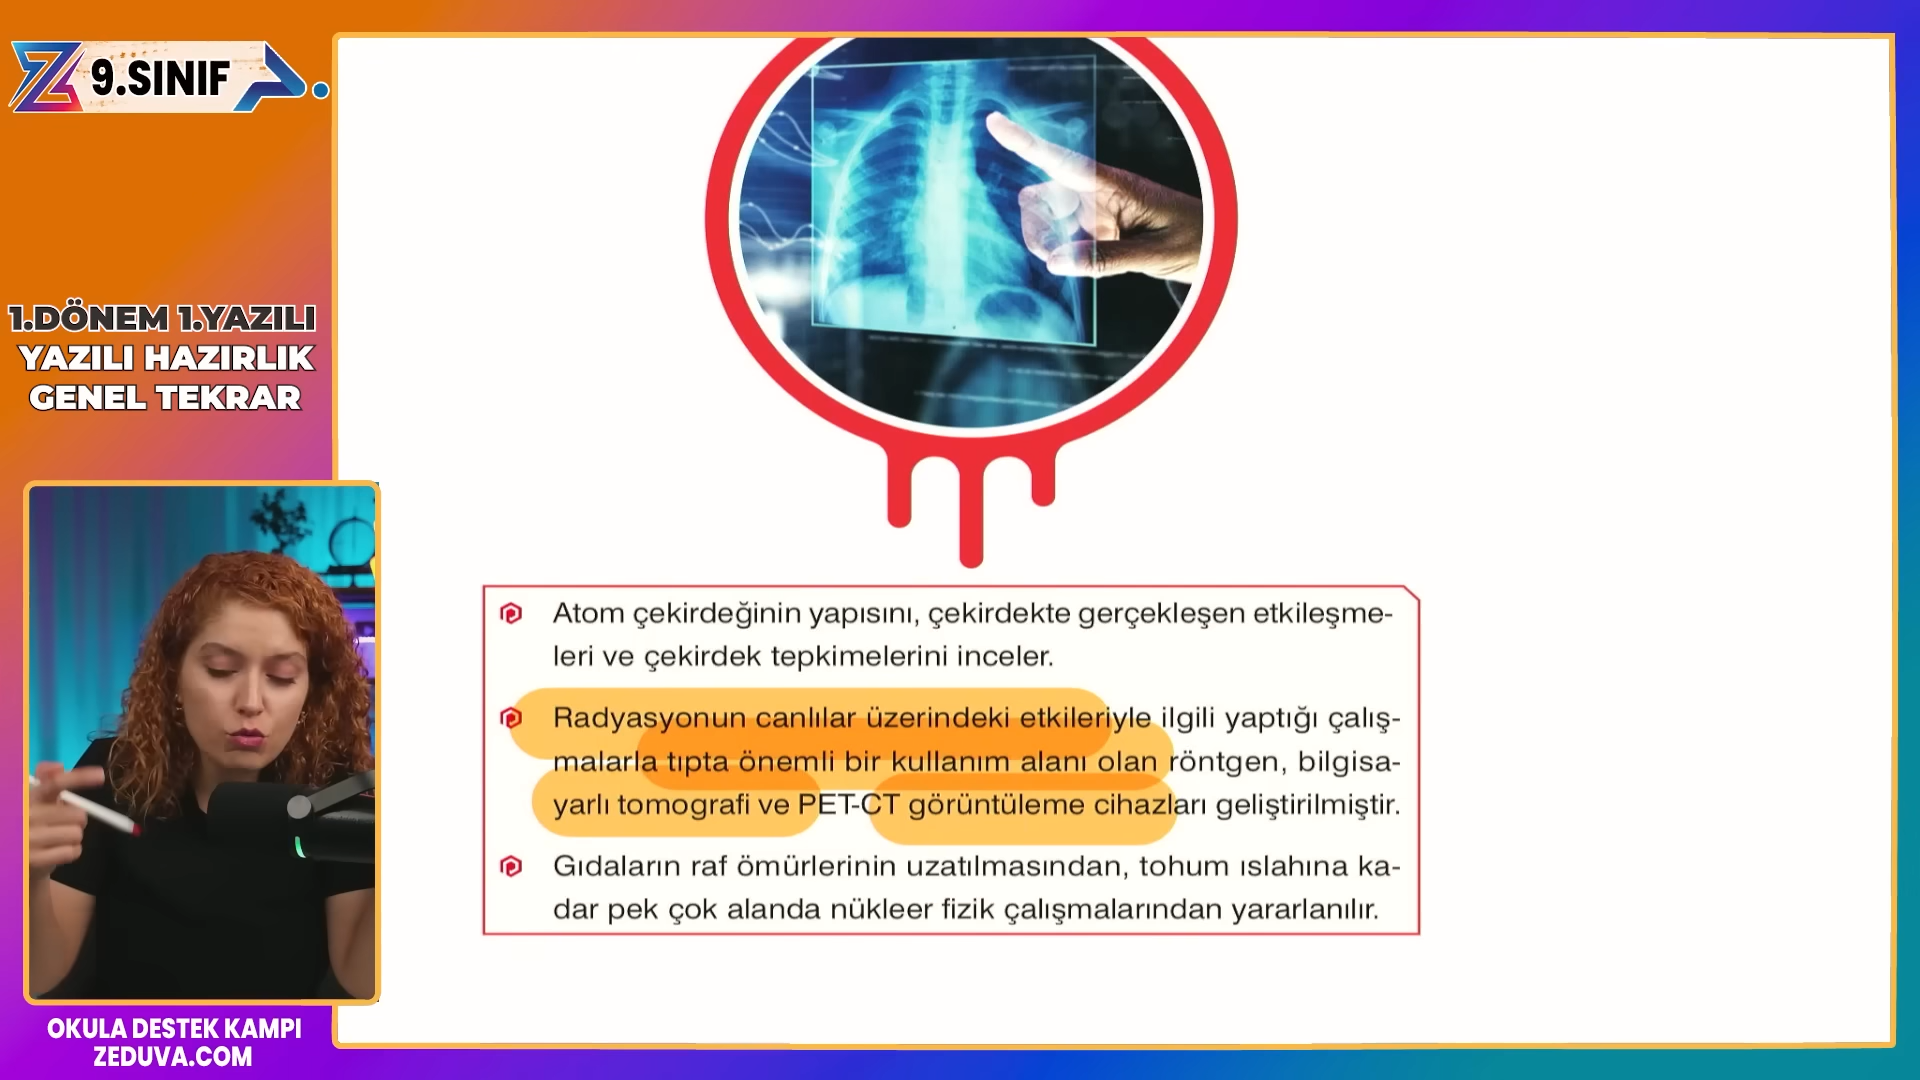 9.SINIF
1.DÖNEM 1.YAZILI
YAZILI HAZIRLIK
GENEL TEKRAR
Atom çekirdeğinin yapısını, çekirdekte gerçekleşen etkileşme-
leri ve çekirdek tepkimelerini inceler.
Radyasyonun canlılar üzerindeki etkileriyle ilgili yaptığı çalış-
malarla tıpta önemli bir kullanım alanı olan röntgen, bilgisa-
yarlı tomografi ve PET-CT görüntüleme cihazları geliştirilmiştir.
Gıdaların raf ömürlerinin uzatılmasından, tohum ıslahına ka-
dar pek çok alanda nükleer fizik çalışmalarından yararlanılır.
OKULA DESTEK KAMPI
ZEDUVA.COM